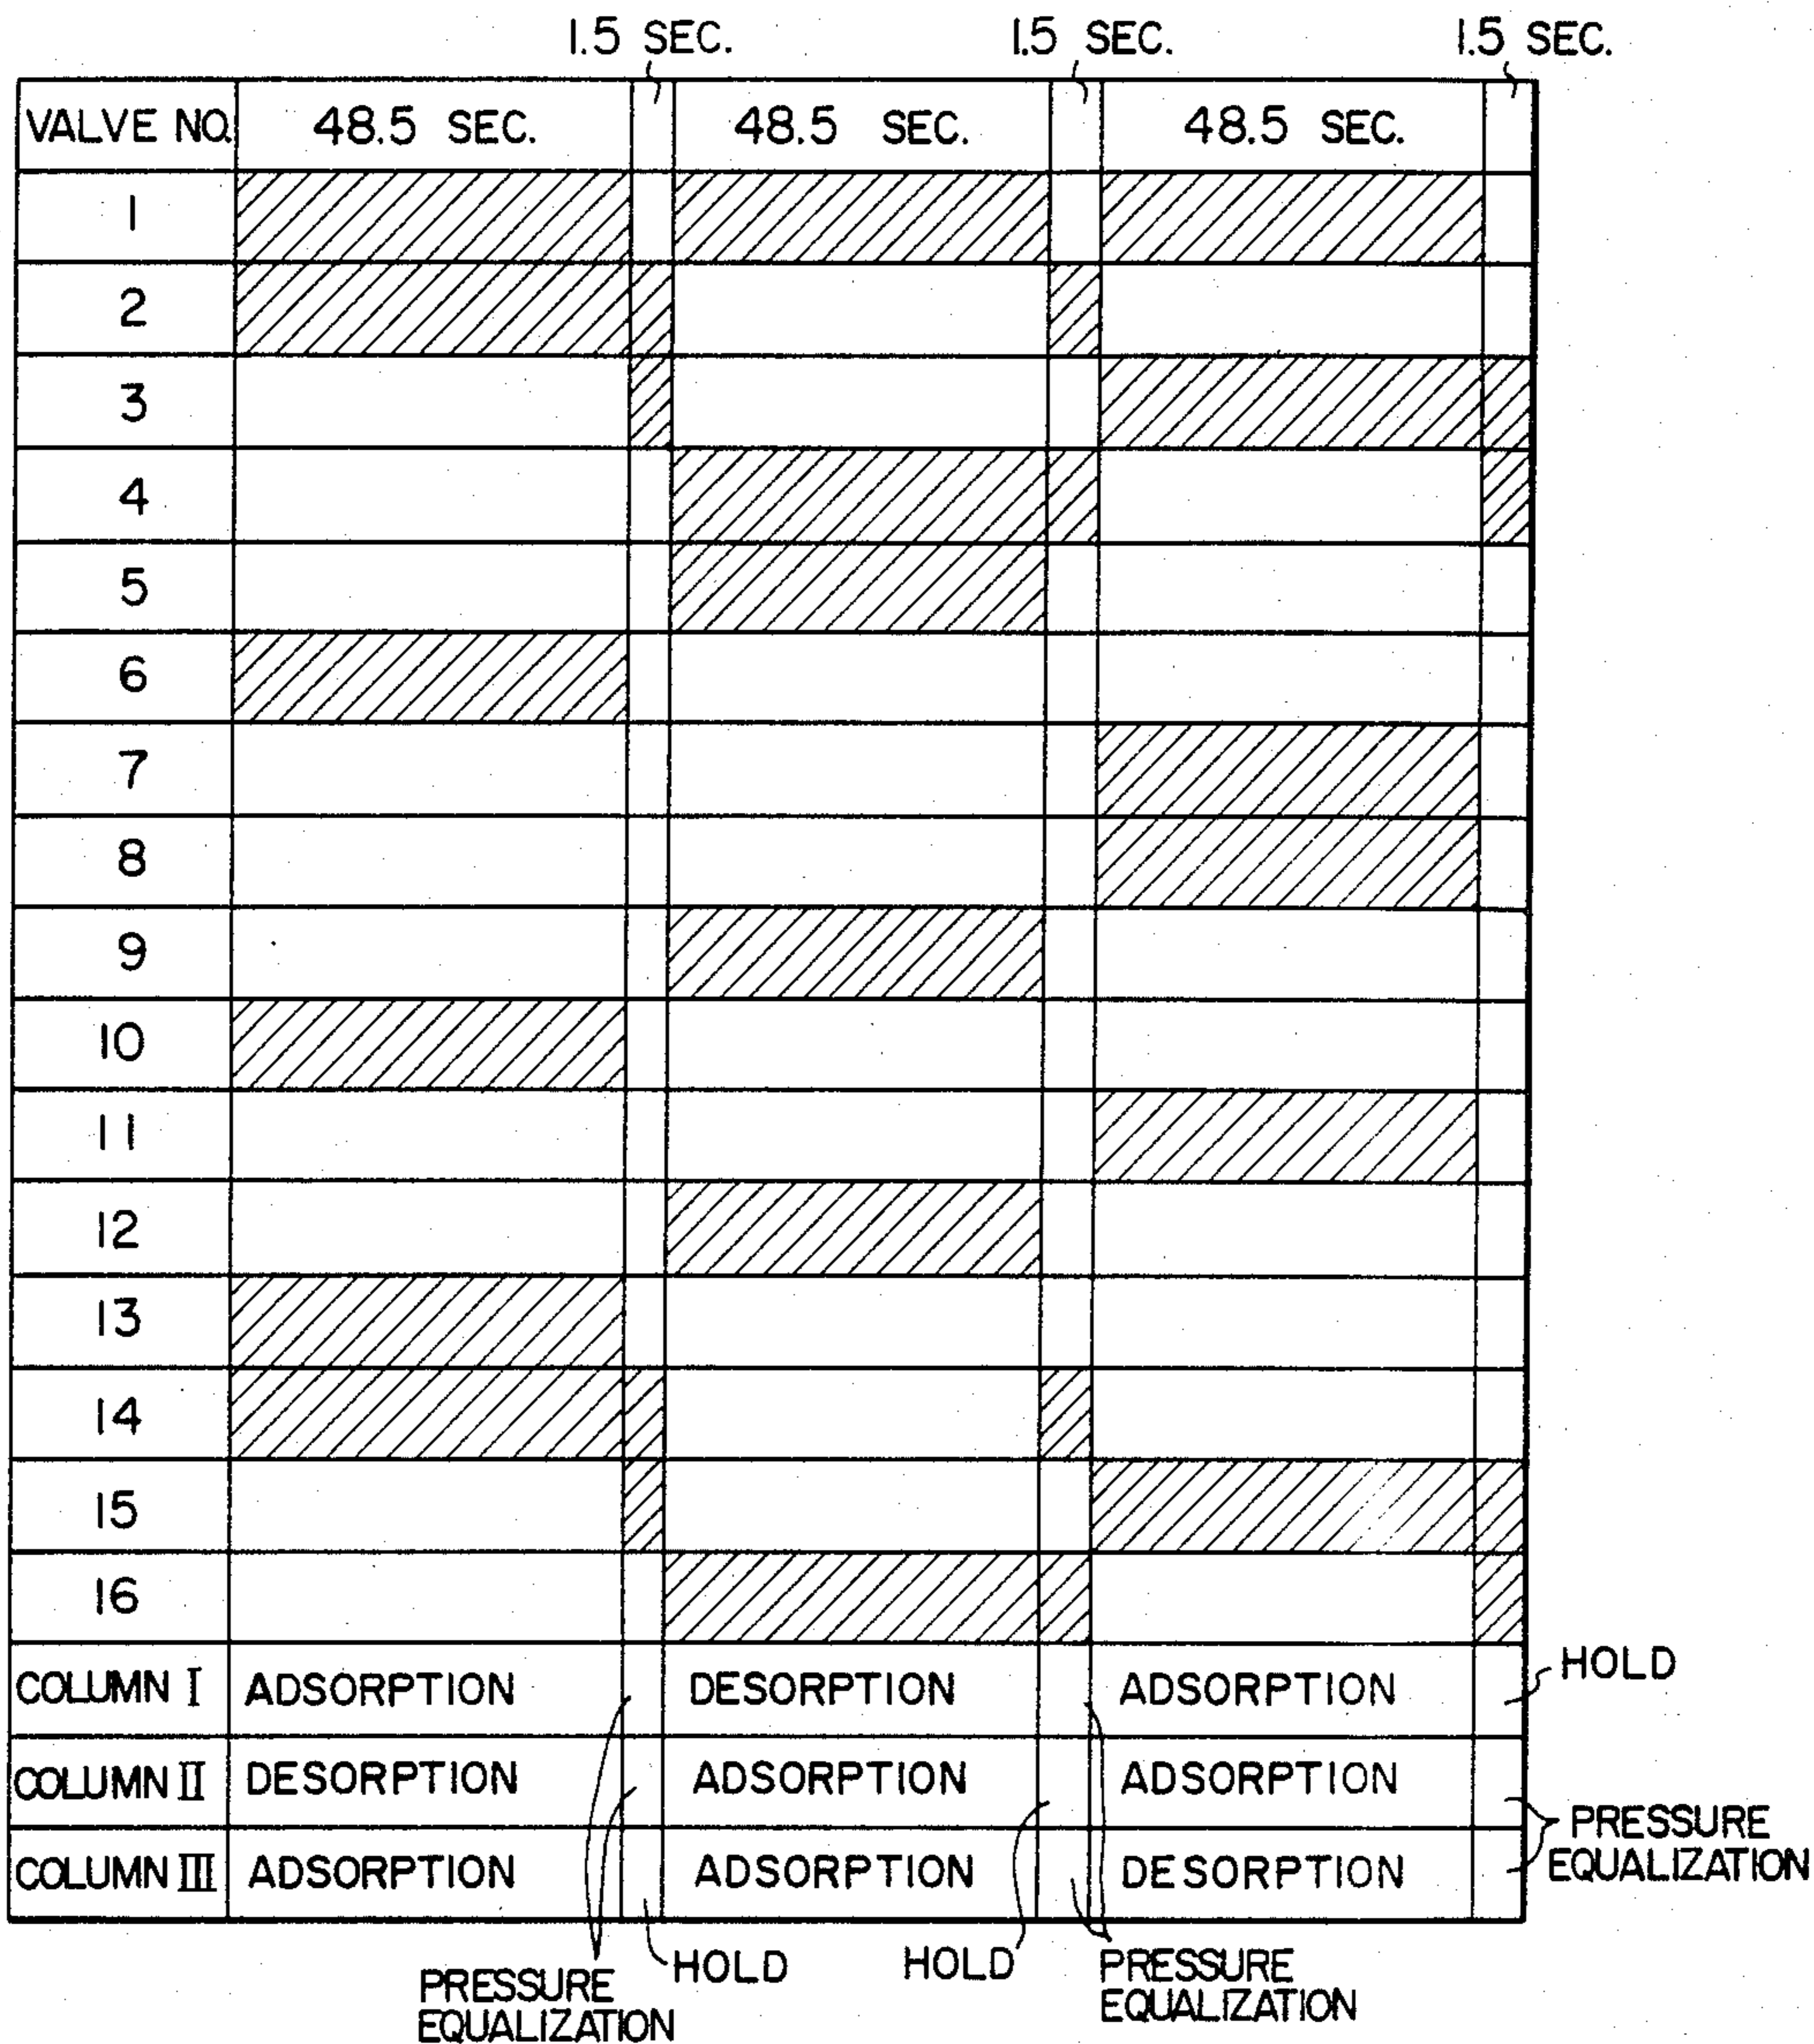 1.5 SEC. 1.5 SEC. 1.5 SEC.
VALVE NO. 48.5 SEC. 48.5 SEC. 48.5 SEC.
1
2
3
4
5
6
7
8
9
10
11
12
13
14
15
16
COLUMN I ADSORPTION DESORPTION ADSORPTION HOLD
COLUMN II DESORPTION ADSORPTION ADSORPTION
COLUMN III ADSORPTION ADSORPTION DESORPTION
PRESSURE
EQUALIZATION
PRESSURE
EQUALIZATION
HOLD
HOLD
PRESSURE
EQUALIZATION